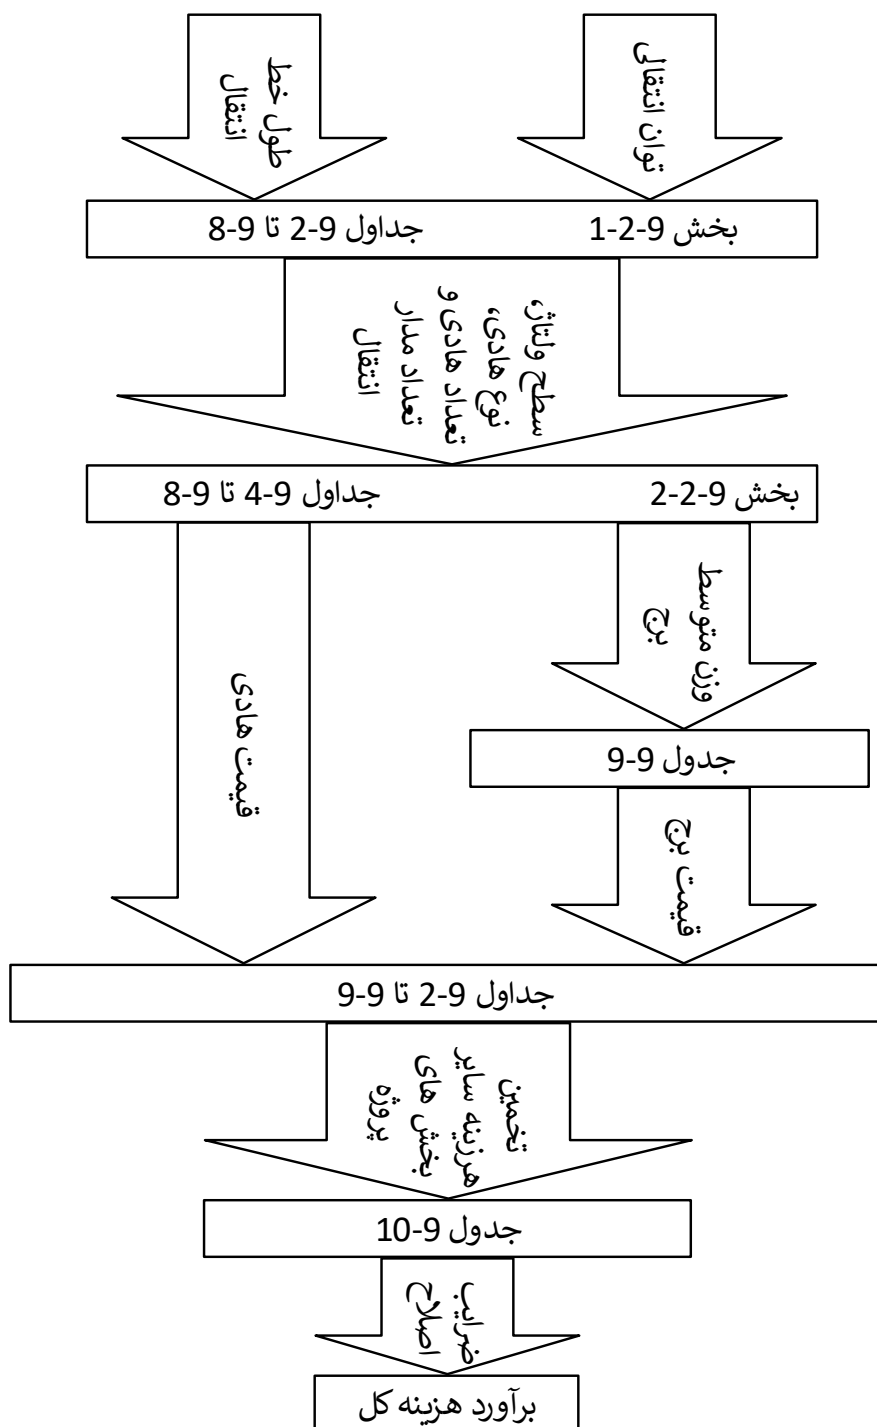 توان انتقالی
طول خط
انتقال
بخش 9-2-1
جداول 9-2 تا 9-8
سطح ولتاژ،
نوع هادی،
تعداد هادی و
تعداد مدار
انتقال
بخش 9-2-2
جداول 9-4 تا 9-8
وزن متوسط
برج
قیمت هادی
جدول 9-9
قیمت برج
جداول 9-2 تا 9-9
تخمین
هرزینه سایر
بخش های
پروژه
جدول 9-10
ضرایب
اصلاح
برآورد هزینه کل